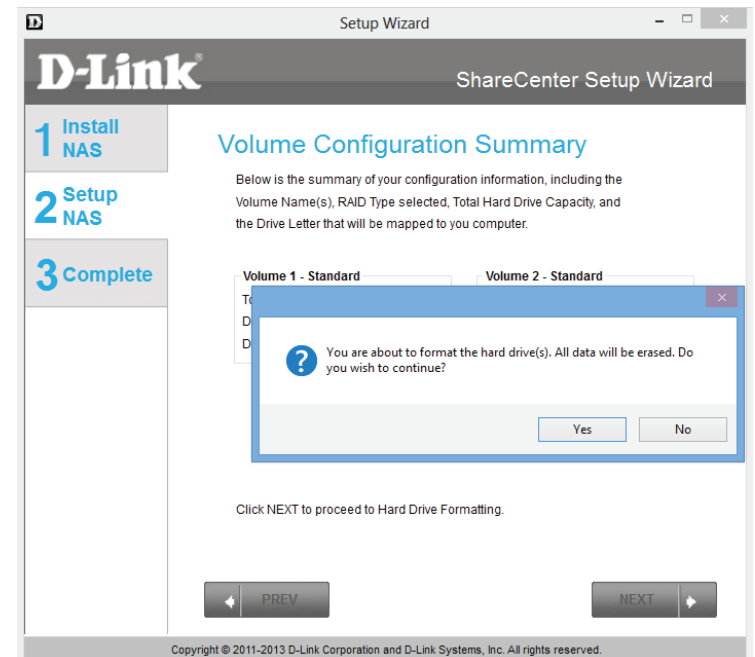 Setup Wizard
D-Link®
ShareCenter Setup Wizard
1 Install
NAS
2 Setup
NAS
3 Complete
Volume Configuration Summary
Below is the summary of your configuration information, including the
Volume Name(s), RAID Type selected, Total Hard Drive Capacity, and
the Drive Letter that will be mapped to you computer.
Volume 1 - Standard
Volume 2 - Standard
You are about to format the hard drive(s). All data will be erased. Do
you wish to continue?
Yes
No
Click NEXT to proceed to Hard Drive Formatting.
PREV
NEXT
Copyright © 2011-2013 D-Link Corporation and D-Link Systems, Inc. All rights reserved.